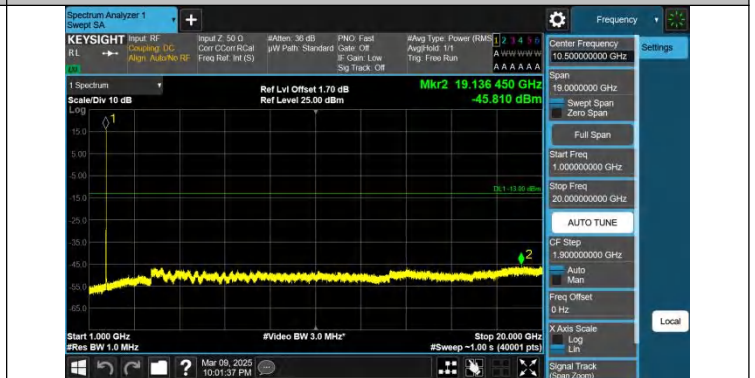 Spectrum Analyzer 1
Swept SA
Frequency
KEYSIGHT
RL
Input: RF
Coupling: DC
Align: Auto/No RF
Input Z: 50 Ω
Corr CCorr RCal
Freq Ref: Int (S)
#Atten: 36 dB
µW Path: Standard
PNO: Fast
Gate: Off
IF Gain: Low
Sig Track: Off
#Avg Type: Power (RMS
Avg|Hold: 1/1
Trig: Free Run
1 2 3 4 5 6
A W W W W W
A A A A A A
1 Spectrum
Scale/Div 10 dB
Log
Ref Lvl Offset 1.70 dB
Ref Level 25.00 dBm
Mkr2 19.136 450 GHz
-45.810 dBm
1
15.0
5.00
-5.00
-15.0
-25.0
-35.0
-45.0
-55.0
-65.0
2
Start 1.000 GHz
#Res BW 1.0 MHz
#Video BW 3.0 MHz*
Stop 20.000 GHz
#Sweep ~1.00 s (40001 pts)
Mar 09, 2025
10:01:37 PM
?
Center Frequency
10.500000000 GHz
Settings
Span
19.0000000 GHz
Swept Span
Zero Span
Full Span
Start Freq
1.000000000 GHz
Stop Freq
20.000000000 GHz
AUTO TUNE
CF Step
1.900000000 GHz
Auto
Man
Freq Offset
0 Hz
X Axis Scale
Log
Lin
Local
Signal Track
(Span Zoom)